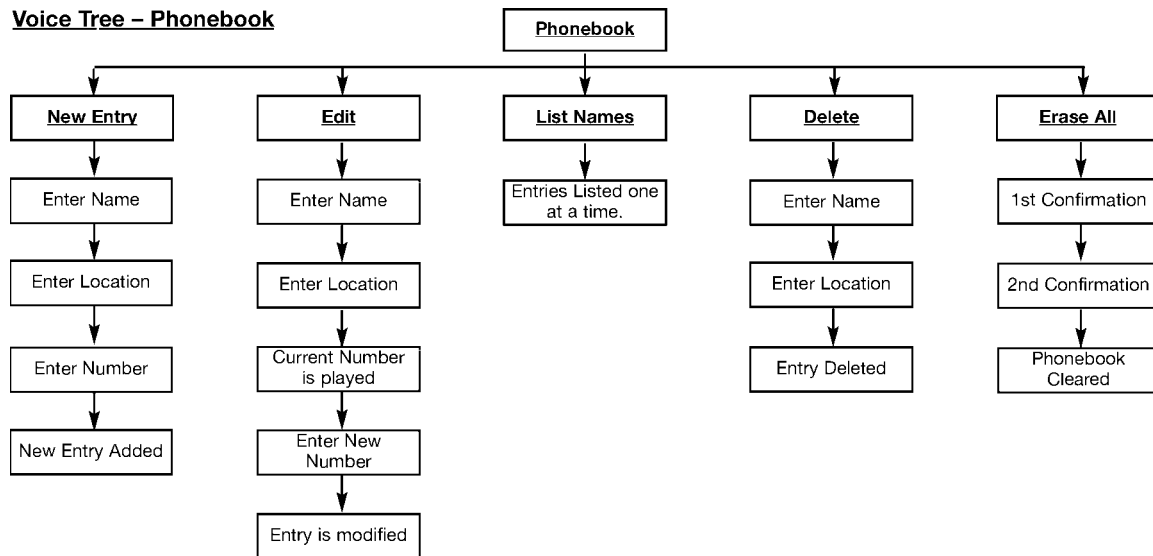 Voice Tree – Phonebook
Phonebook
New Entry
Edit
List Names
Delete
Erase All
Enter Name
Enter Name
Entries Listed one
at a time.
Enter Name
1st Confirmation
Enter Location
Enter Location
Enter Location
2nd Confirmation
Enter Number
Current Number
is played
Entry Deleted
Phonebook
Cleared
New Entry Added
Enter New
Number
Entry is modified